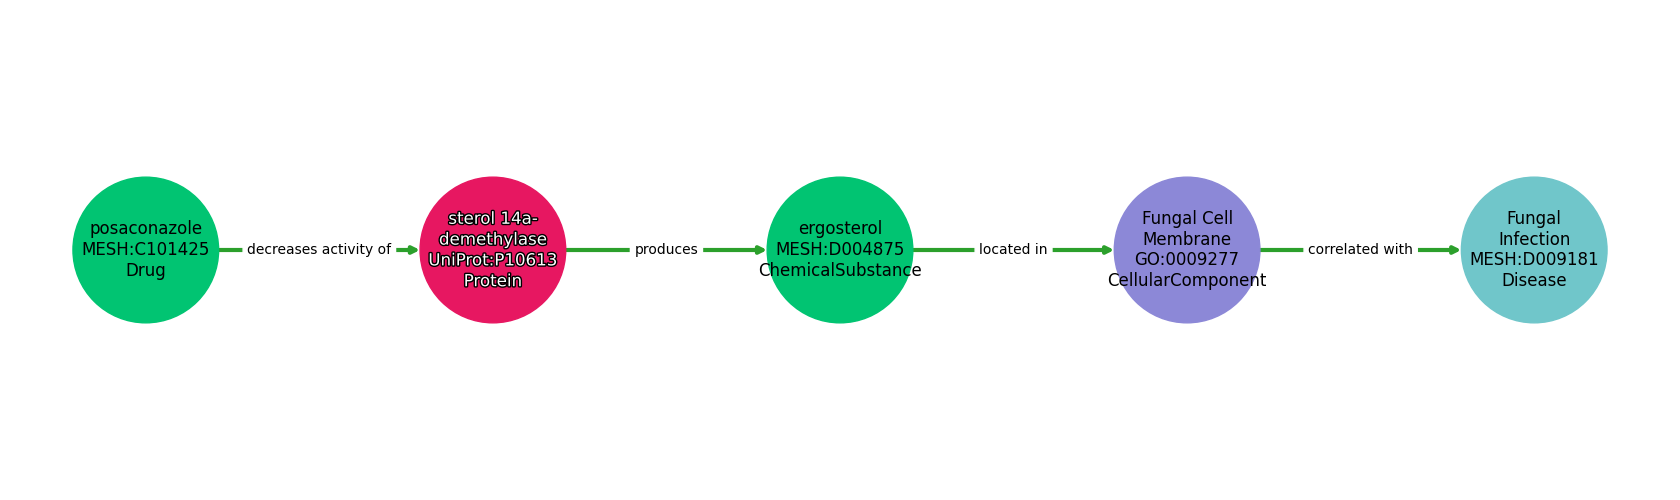 posaconazole
MESH:C101425
Drug
decreases activity of
sterol 14a-
demethylase
UniProt:P10613
Protein
produces
ergosterol
MESH:D004875
ChemicalSubstance
located in
Fungal Cell
Membrane
GO:0009277
CellularComponent
correlated with
Fungal
Infection
MESH:D009181
Disease